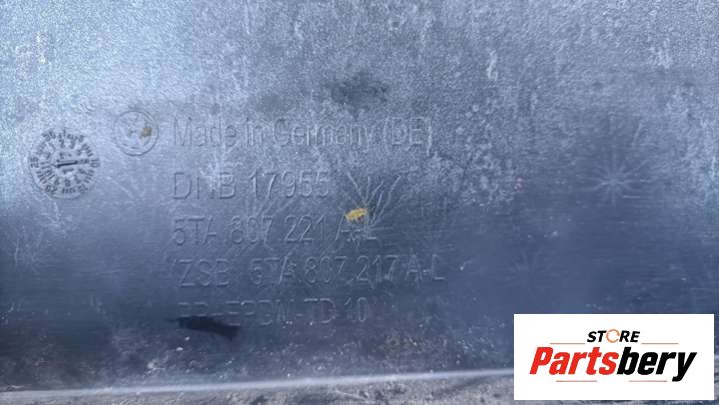 Made in Germany (DE)
DNB 17955
5TA 807 221 A-L
ZSB 5TA 807 217 A-L
PP+EPDM-TD 10
STORE
Partsbery